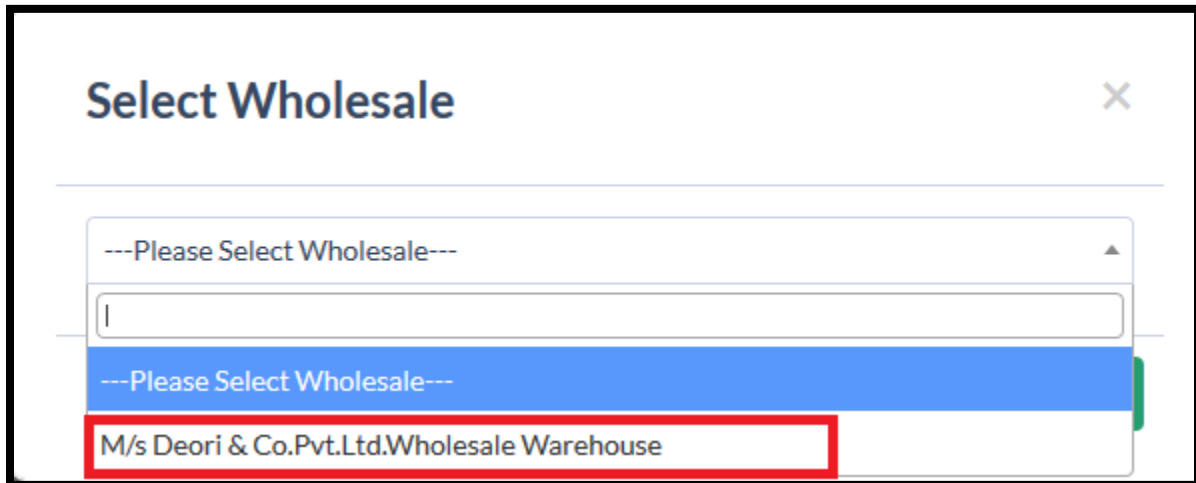 Select Wholesale
---Please Select Wholesale---
---Please Select Wholesale---
M/s Deori & Co.Pvt.Ltd.Wholesale Warehouse